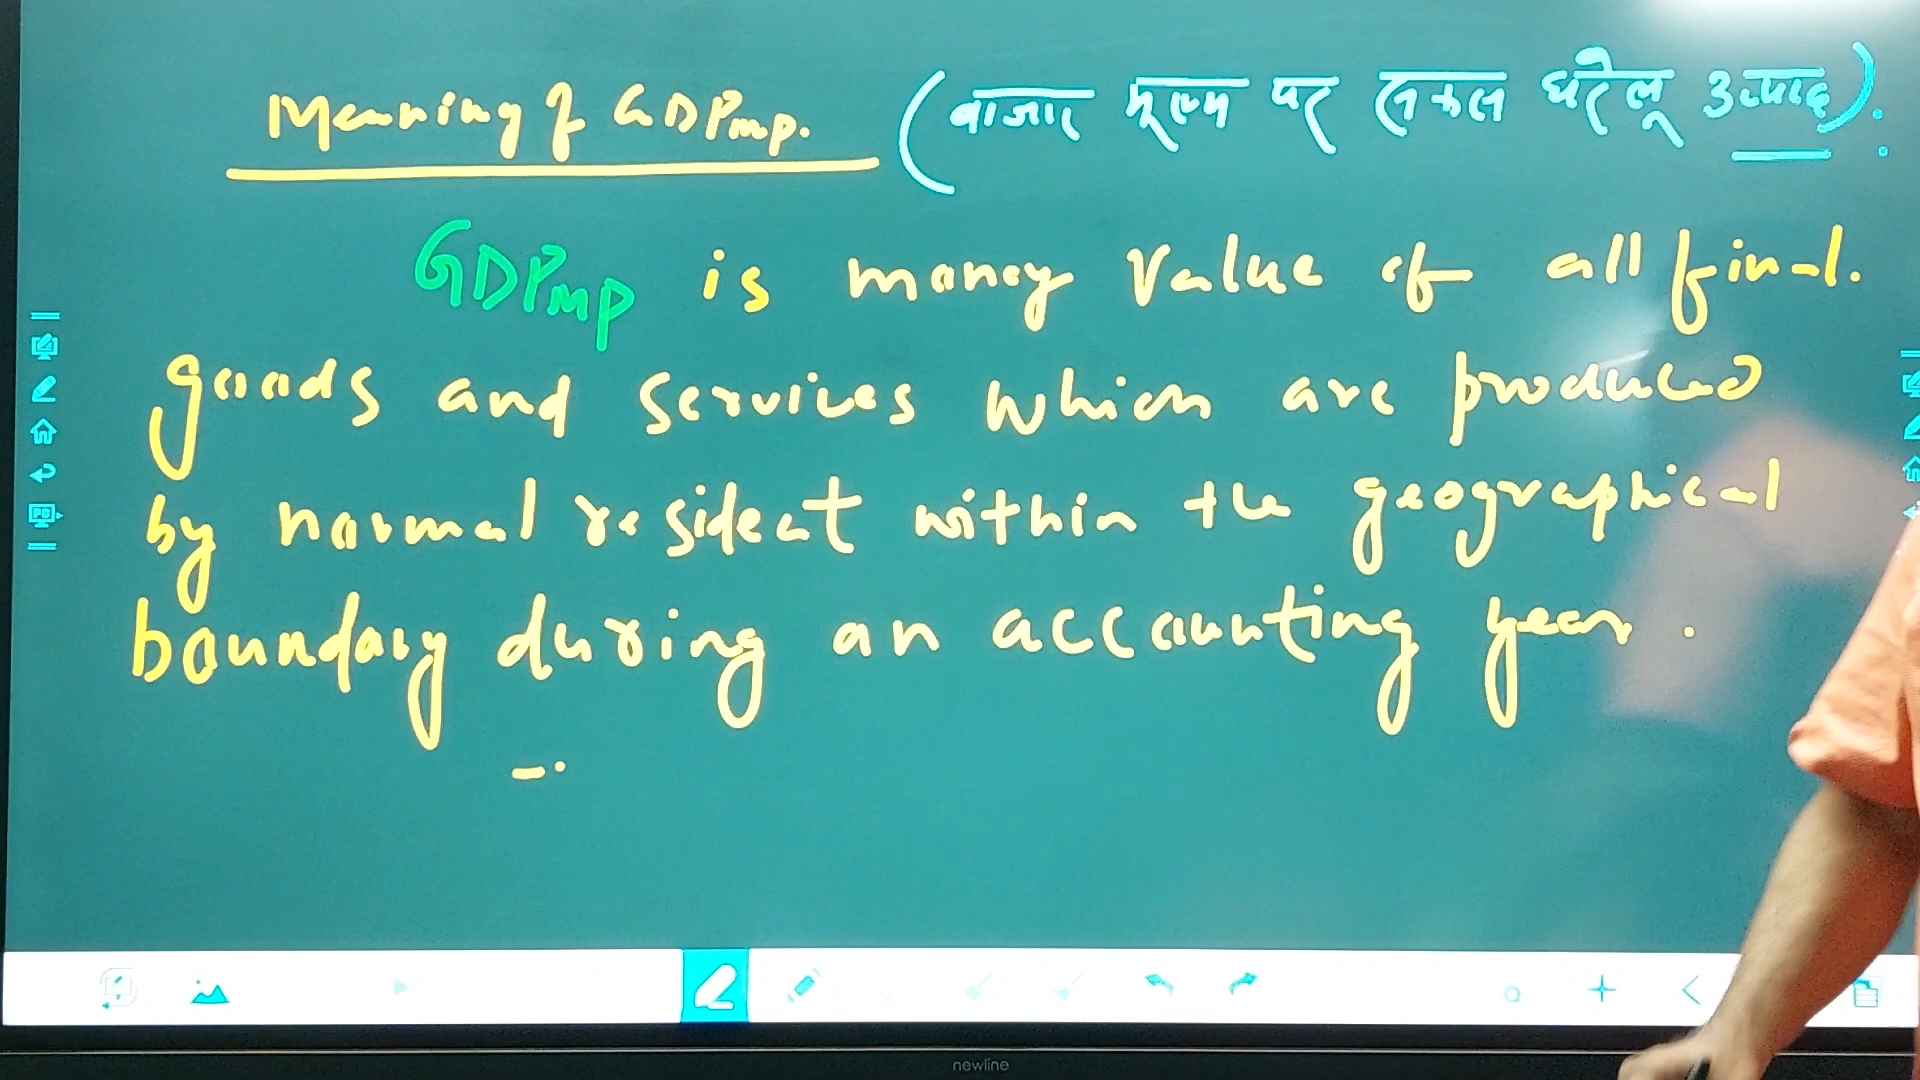 Meaning of GDPmp. (बाजार मूल्य पर सकल घरेलू उत्पाद).
GDPmp is money value of all final.
goods and services which are produced
by normal resident within the geographical
boundary during an accounting year.
newline